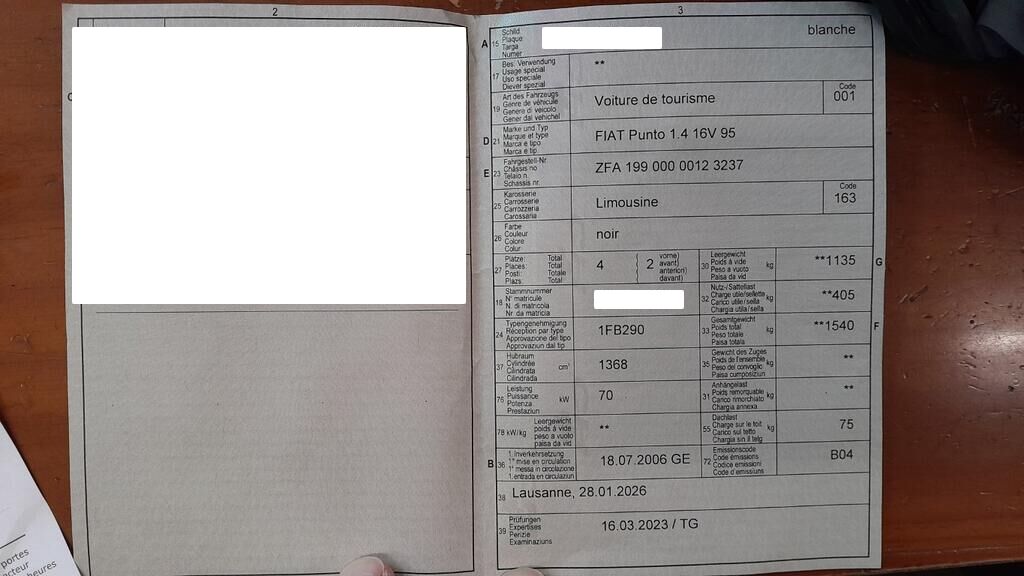 2
3
C
A 15 Schild Plaque Targa Numer blanche
17 Bes. Verwendung Usage spécial Uso speciale Diever spezial **
19 Art des Fahrzeugs Genre de véhicule Genere di veicolo Gener dal vehichel Voiture de tourisme Code 001
D 21 Marke und Typ Marque et type Marca e tipo Marca e tip FIAT Punto 1.4 16V 95
E 23 Fahrgestell-Nr Châssis no Telaio n. Schassis nr. ZFA 199 000 0012 3237
25 Karosserie Carrosserie Carrozzeria Carossaria Limousine Code 163
26 Farbe Couleur Colore Colur noir
27 Plätze: Total Places: Total Posti: Totale Plazs: Total 4 ( 2 vorne) avant) anteriori) davant)
30 Leergewicht Poids à vide Peso a vuoto Paisa da vid kg **1135 G
18 Stammnummer N° matricule N. di matricola Nr da matricla
32 Nutz-/Sattellast Charge utile/sellette Carico utile/sella Chargia utila/sella kg **405
24 Typengenehmigung Réception par type Approvazione del tipo Approvaziun dal tip 1FB290
33 Gesamtgewicht Poids total Peso totale Paisa totala kg **1540 F
37 Hubraum Cylindrée Cilindrata Cilindrada cm³ 1368
35 Gewicht des Zuges Poids de l'ensemble Peso del convoglio Paisa cumposiziun kg **
76 Leistung Puissance Potenza Prestaziun kW 70
31 Anhängelast Poids remorquable Carico rimorchiato Chargia annexa kg **
78 kW/kg Leergewicht poids à vide peso a vuoto paisa da vid **
55 Dachlast Charge sur le toit Carico sul tetto Chargia sin il tetg kg 75
B 36 1. Inverkehrsetzung 1re mise en circulation 1a messa in circolazione 1. entrada en circulaziun 18.07.2006 GE
72 Emissionscode Code émissions Codice emissioni Code d'emissiuns B04
38 Lausanne, 28.01.2026
39 Prüfungen Expertises Perizie Examinaziuns 16.03.2023 / TG
portes
acteur
heures